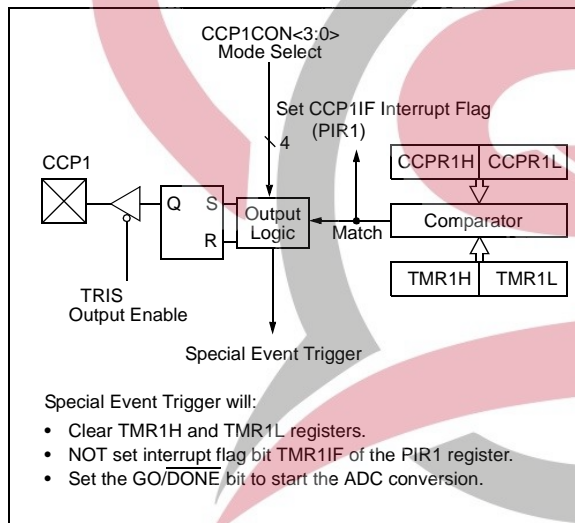 CCP1CON<3:0>
Mode Select
Set CCP1IF Interrupt Flag
(PIR1)
4
CCP1
CCPR1H CCPR1L
Q S
R
Output
Logic
Match
Comparator
TRIS
Output Enable
TMR1H TMR1L
Special Event Trigger
Special Event Trigger will:
• Clear TMR1H and TMR1L registers.
• NOT set interrupt flag bit TMR1IF of the PIR1 register.
• Set the GO/DONE bit to start the ADC conversion.